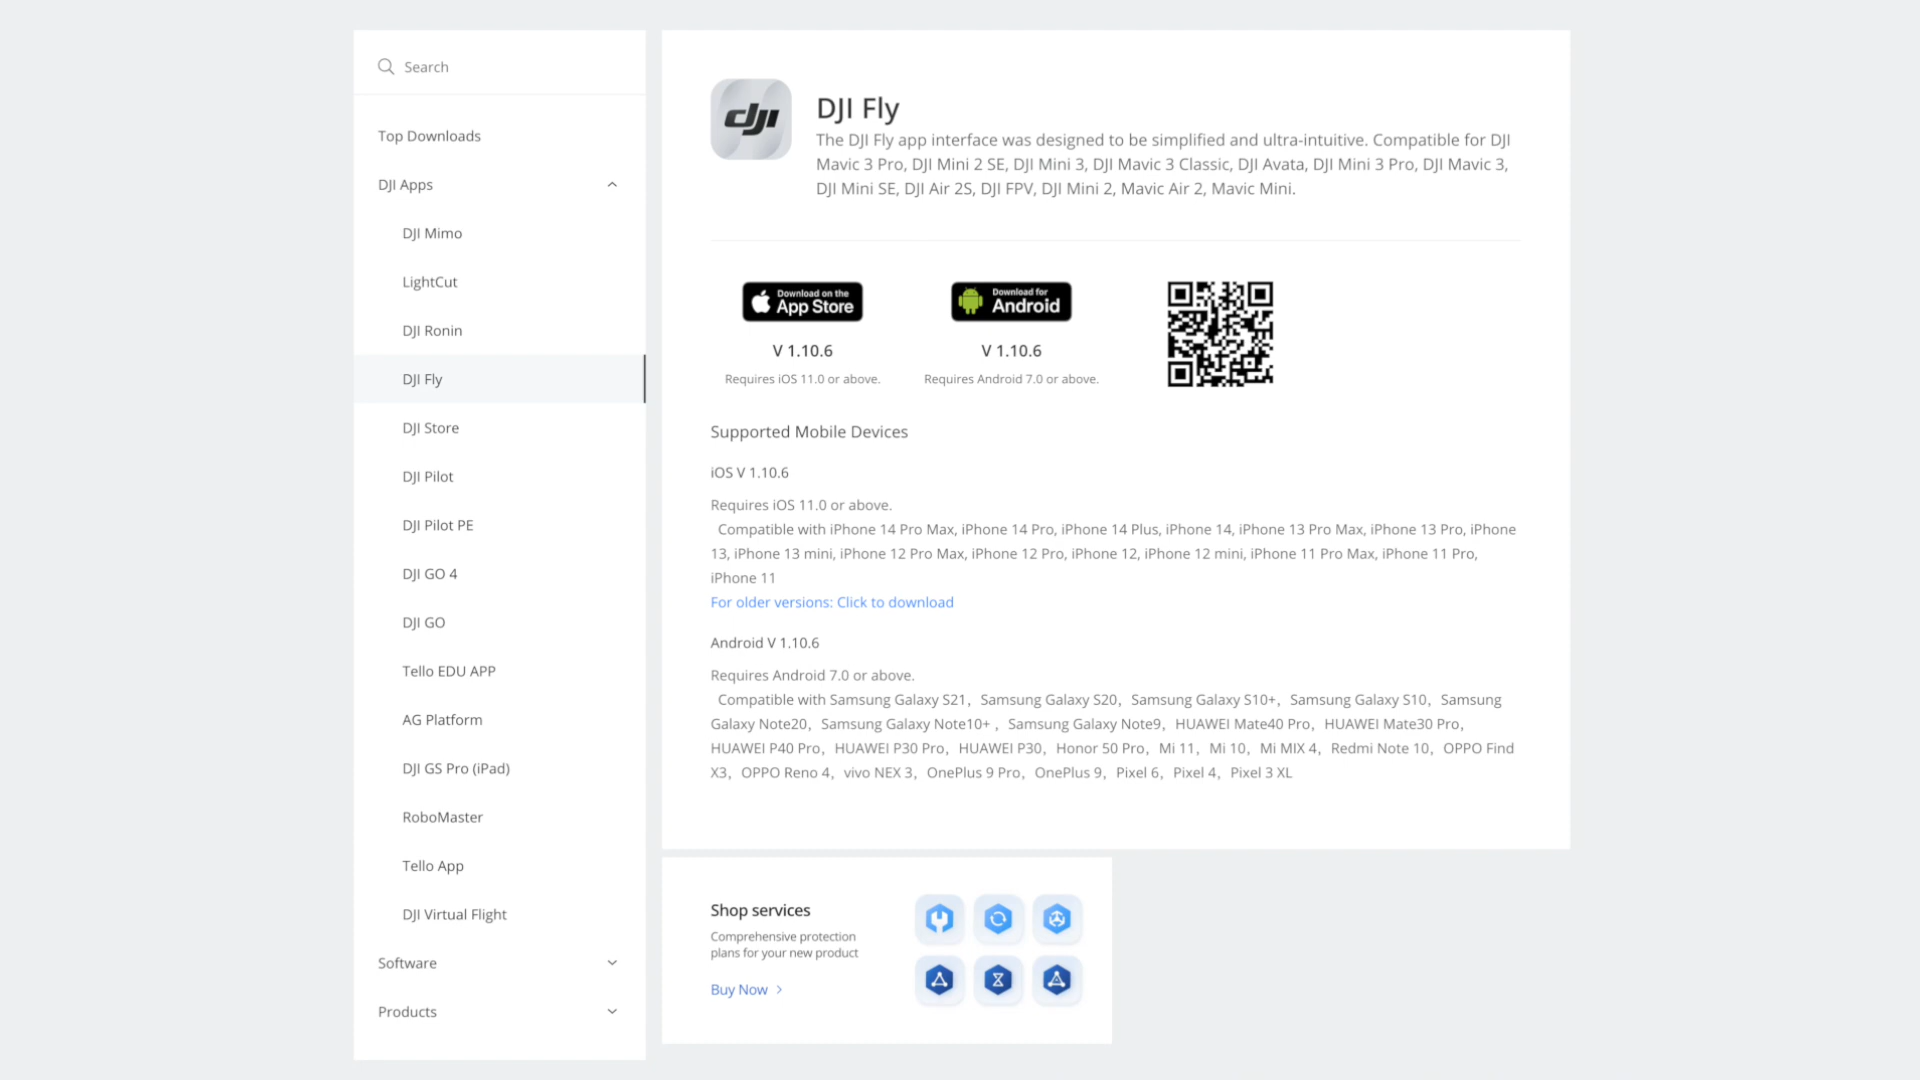 Search
Top Downloads
DJI Apps
DJI Mimo
LightCut
DJI Ronin
DJI Fly
DJI Store
DJI Pilot
DJI Pilot PE
DJI GO 4
DJI GO
Tello EDU APP
AG Platform
DJI GS Pro (iPad)
RoboMaster
Tello App
DJI Virtual Flight
Software
Products
dji
DJI Fly
The DJI Fly app interface was designed to be simplified and ultra-intuitive. Compatible for DJI
Mavic 3 Pro, DJI Mini 2 SE, DJI Mini 3, DJI Mavic 3 Classic, DJI Avata, DJI Mini 3 Pro, DJI Mavic 3,
DJI Mini SE, DJI Air 2S, DJI FPV, DJI Mini 2, Mavic Air 2, Mavic Mini.
Download on the
App Store
V 1.10.6
Requires iOS 11.0 or above.
Download for
Android
V 1.10.6
Requires Android 7.0 or above.
Supported Mobile Devices
iOS V 1.10.6
Requires iOS 11.0 or above.
Compatible with iPhone 14 Pro Max, iPhone 14 Pro, iPhone 14 Plus, iPhone 14, iPhone 13 Pro Max, iPhone 13 Pro, iPhone
13, iPhone 13 mini, iPhone 12 Pro Max, iPhone 12 Pro, iPhone 12, iPhone 12 mini, iPhone 11 Pro Max, iPhone 11 Pro,
iPhone 11
For older versions: Click to download
Android V 1.10.6
Requires Android 7.0 or above.
Compatible with Samsung Galaxy S21，Samsung Galaxy S20，Samsung Galaxy S10+，Samsung Galaxy S10，Samsung
Galaxy Note20，Samsung Galaxy Note10+，Samsung Galaxy Note9，HUAWEI Mate40 Pro，HUAWEI Mate30 Pro，
HUAWEI P40 Pro，HUAWEI P30 Pro，HUAWEI P30，Honor 50 Pro，Mi 11，Mi 10，Mi MIX 4，Redmi Note 10，OPPO Find
X3，OPPO Reno 4，vivo NEX 3，OnePlus 9 Pro，OnePlus 9，Pixel 6，Pixel 4，Pixel 3 XL
Shop services
Comprehensive protection
plans for your new product
Buy Now